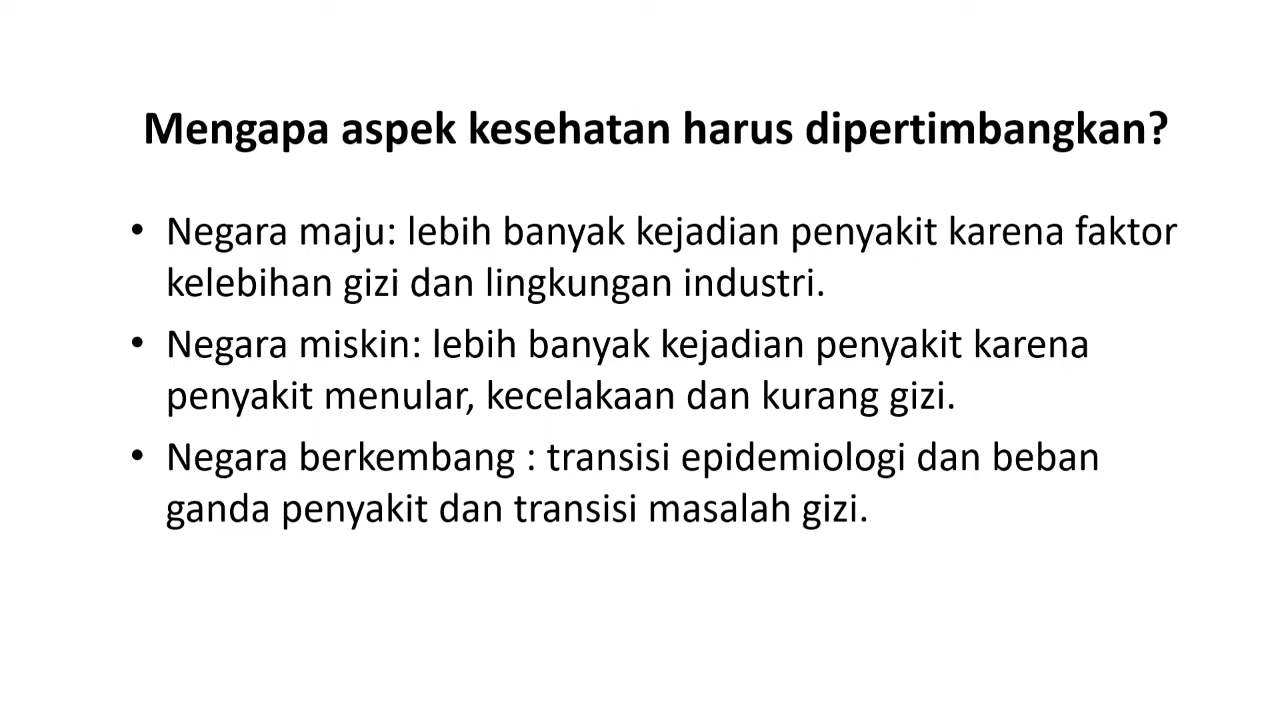 Mengapa aspek kesehatan harus dipertimbangkan?
• Negara maju: lebih banyak kejadian penyakit karena faktor
kelebihan gizi dan lingkungan industri.
• Negara miskin: lebih banyak kejadian penyakit karena
penyakit menular, kecelakaan dan kurang gizi.
• Negara berkembang : transisi epidemiologi dan beban
ganda penyakit dan transisi masalah gizi.